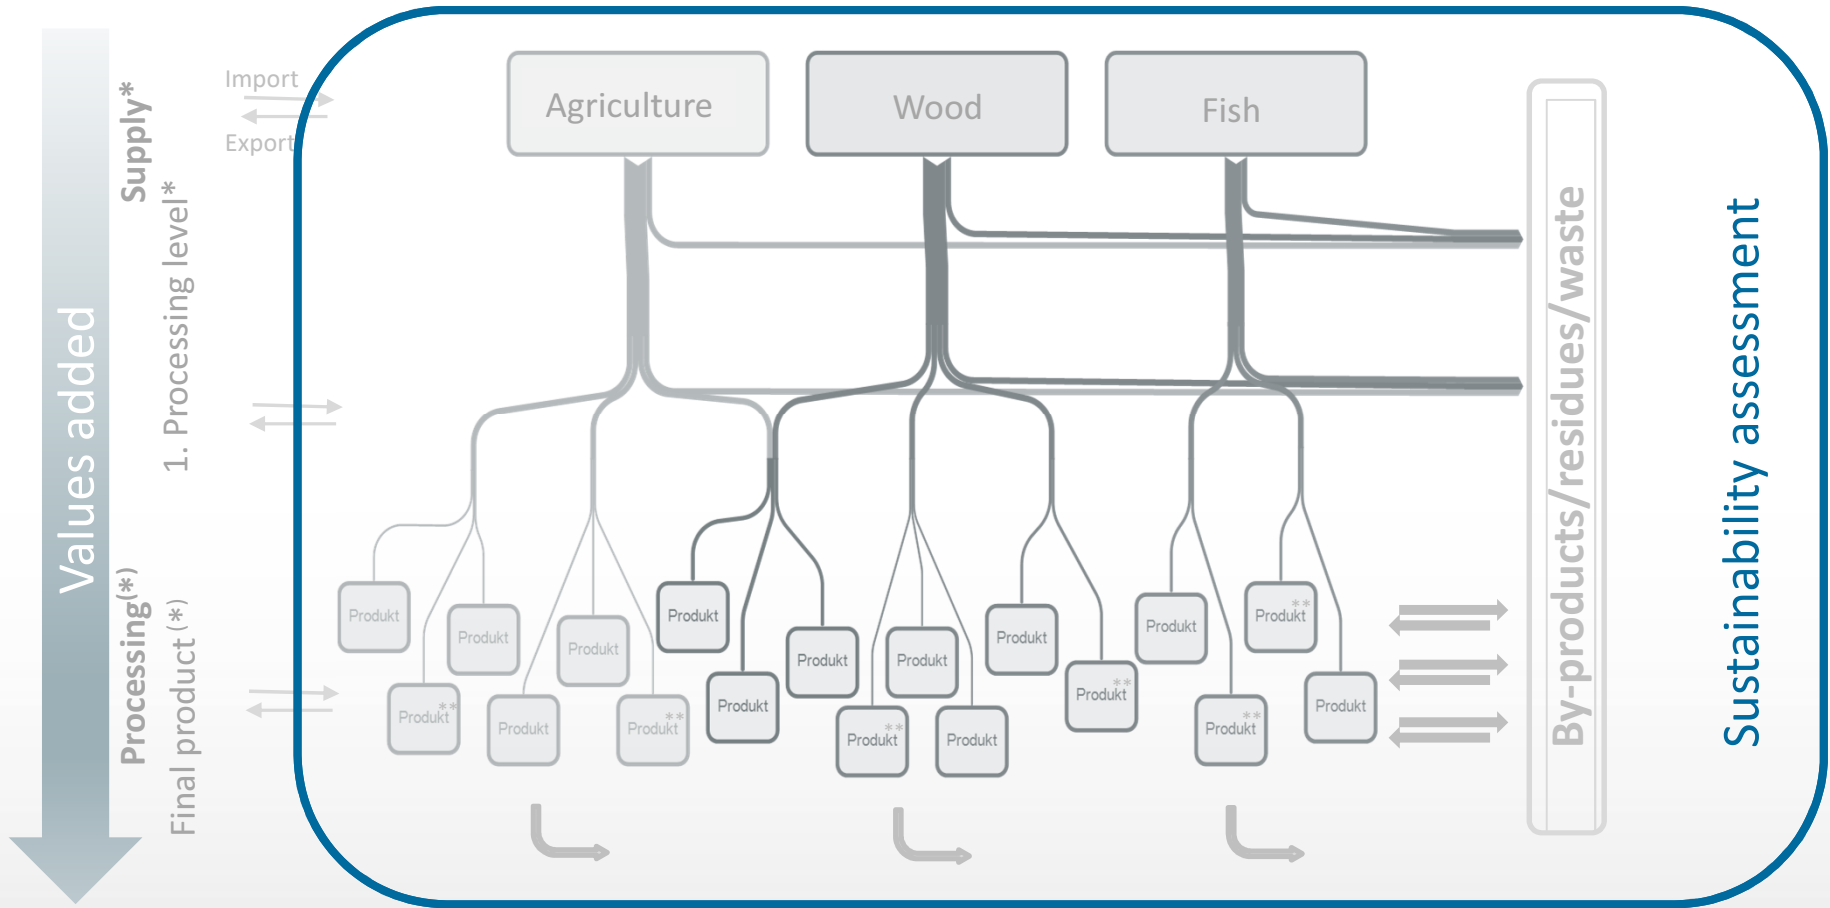 Values added
Supply*
1. Processing level*
Processing(*)
Final product (*)
Import
Export
Agriculture
Wood
Fish
Produkt
Produkt
Produkt**
Produkt
Produkt
Produkt**
Produkt
Produkt
Produkt
Produkt**
Produkt
Produkt
Produkt
Produkt**
Produkt
Produkt**
Produkt**
Produkt
By-products/residues/waste
Sustainability assessment